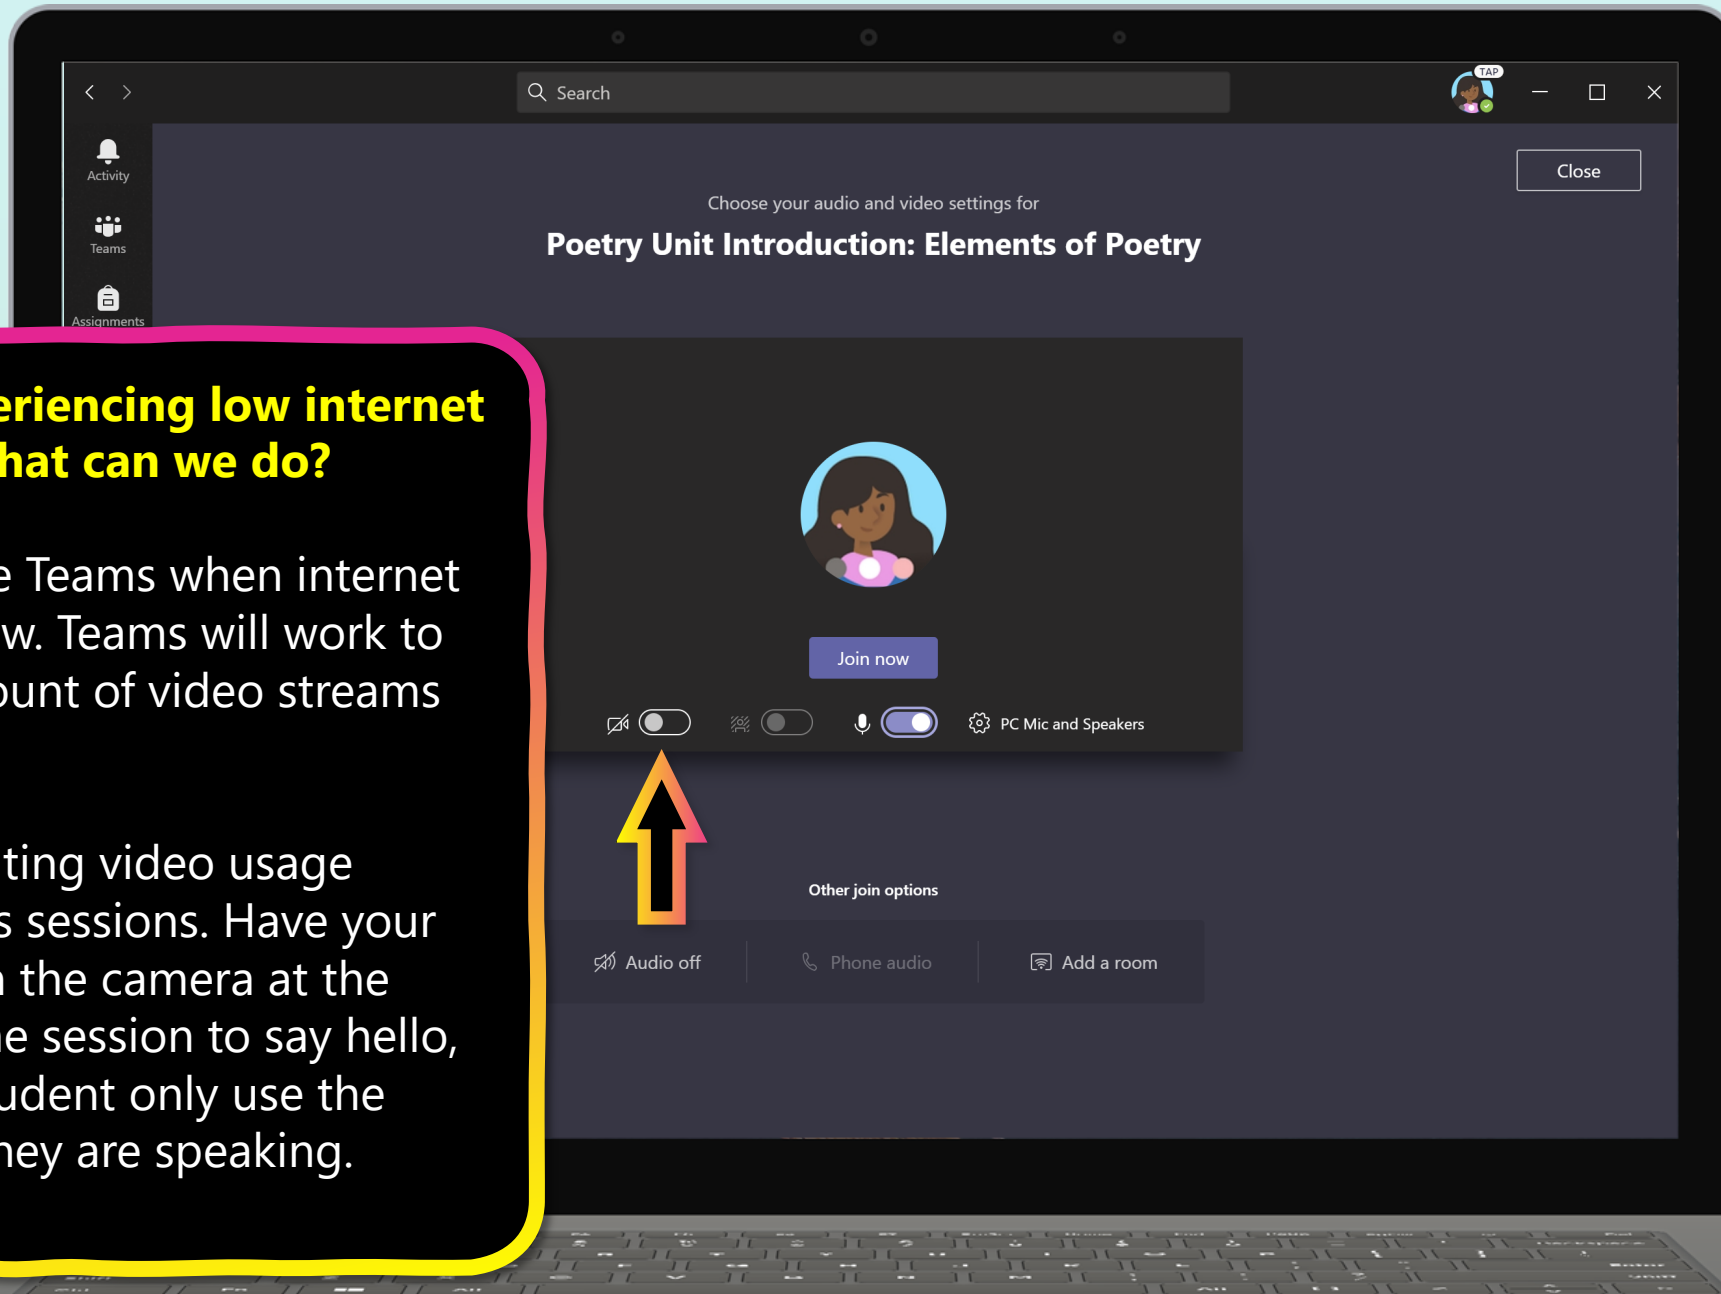 Search
TAP
Activity
Close
Choose your audio and video settings for
Teams
Poetry Unit Introduction: Elements of Poetry
Assignments
eriencing low internet
hat can we do?
e Teams when internet
w. Teams will work to
ount of video streams
ting video usage
s sessions. Have your
n the camera at the
ne session to say hello,
udent only use the
hey are speaking.
Join now
PC Mic and Speakers
Other join options
Audio off
Phone audio
Add a room